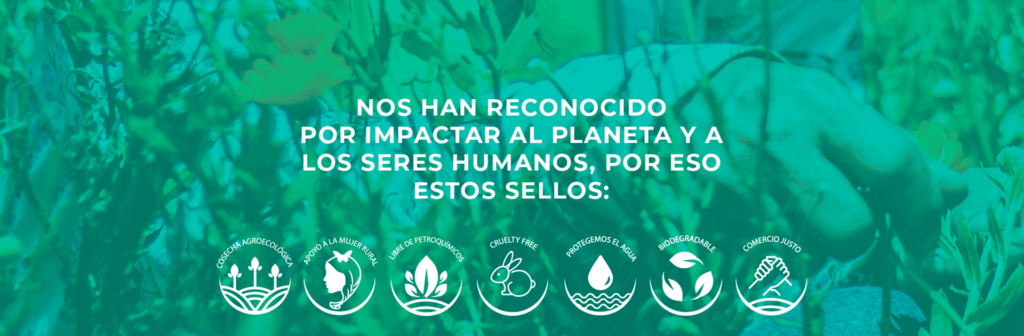 NOS HAN RECONOCIDO
POR IMPACTAR AL PLANETA Y A
LOS SERES HUMANOS, POR ESO
ESTOS SELLOS:
COSECHA AGROECOLÓGICA
APOYO A LA MUJER RURAL
LIBRE DE PETROQUÍMICOS
CRUELTY FREE
PROTEGEMOS EL AGUA
BIODEGRADABLE
COMERCIO JUSTO